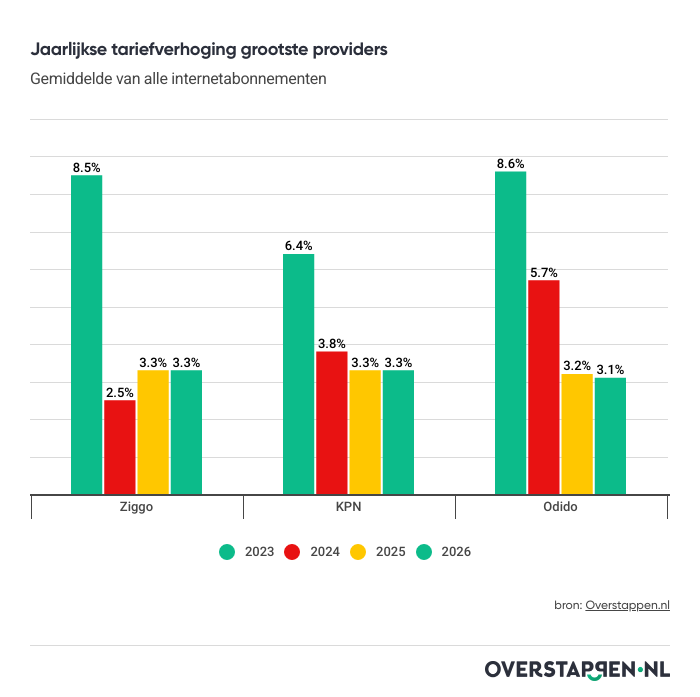 Jaarlijkse tariefverhoging grootste providers
Gemiddelde van alle internetabonnementen
8.5%
2.5%
3.3%
3.3%
6.4%
3.8%
3.3%
3.3%
8.6%
5.7%
3.2%
3.1%
Ziggo
KPN
Odido
2023 2024 2025 2026
bron: Overstappen.nl
OVERSTAPPEN•NL